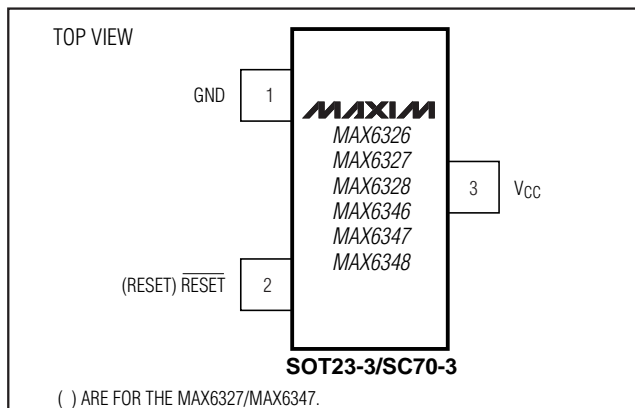 TOP VIEW
GND 1
MAXIM
MAX6326
MAX6327
MAX6328
MAX6346
MAX6347
MAX6348
3 VCC
(RESET) R̅E̅S̅E̅T̅ 2
SOT23-3/SC70-3
( ) ARE FOR THE MAX6327/MAX6347.